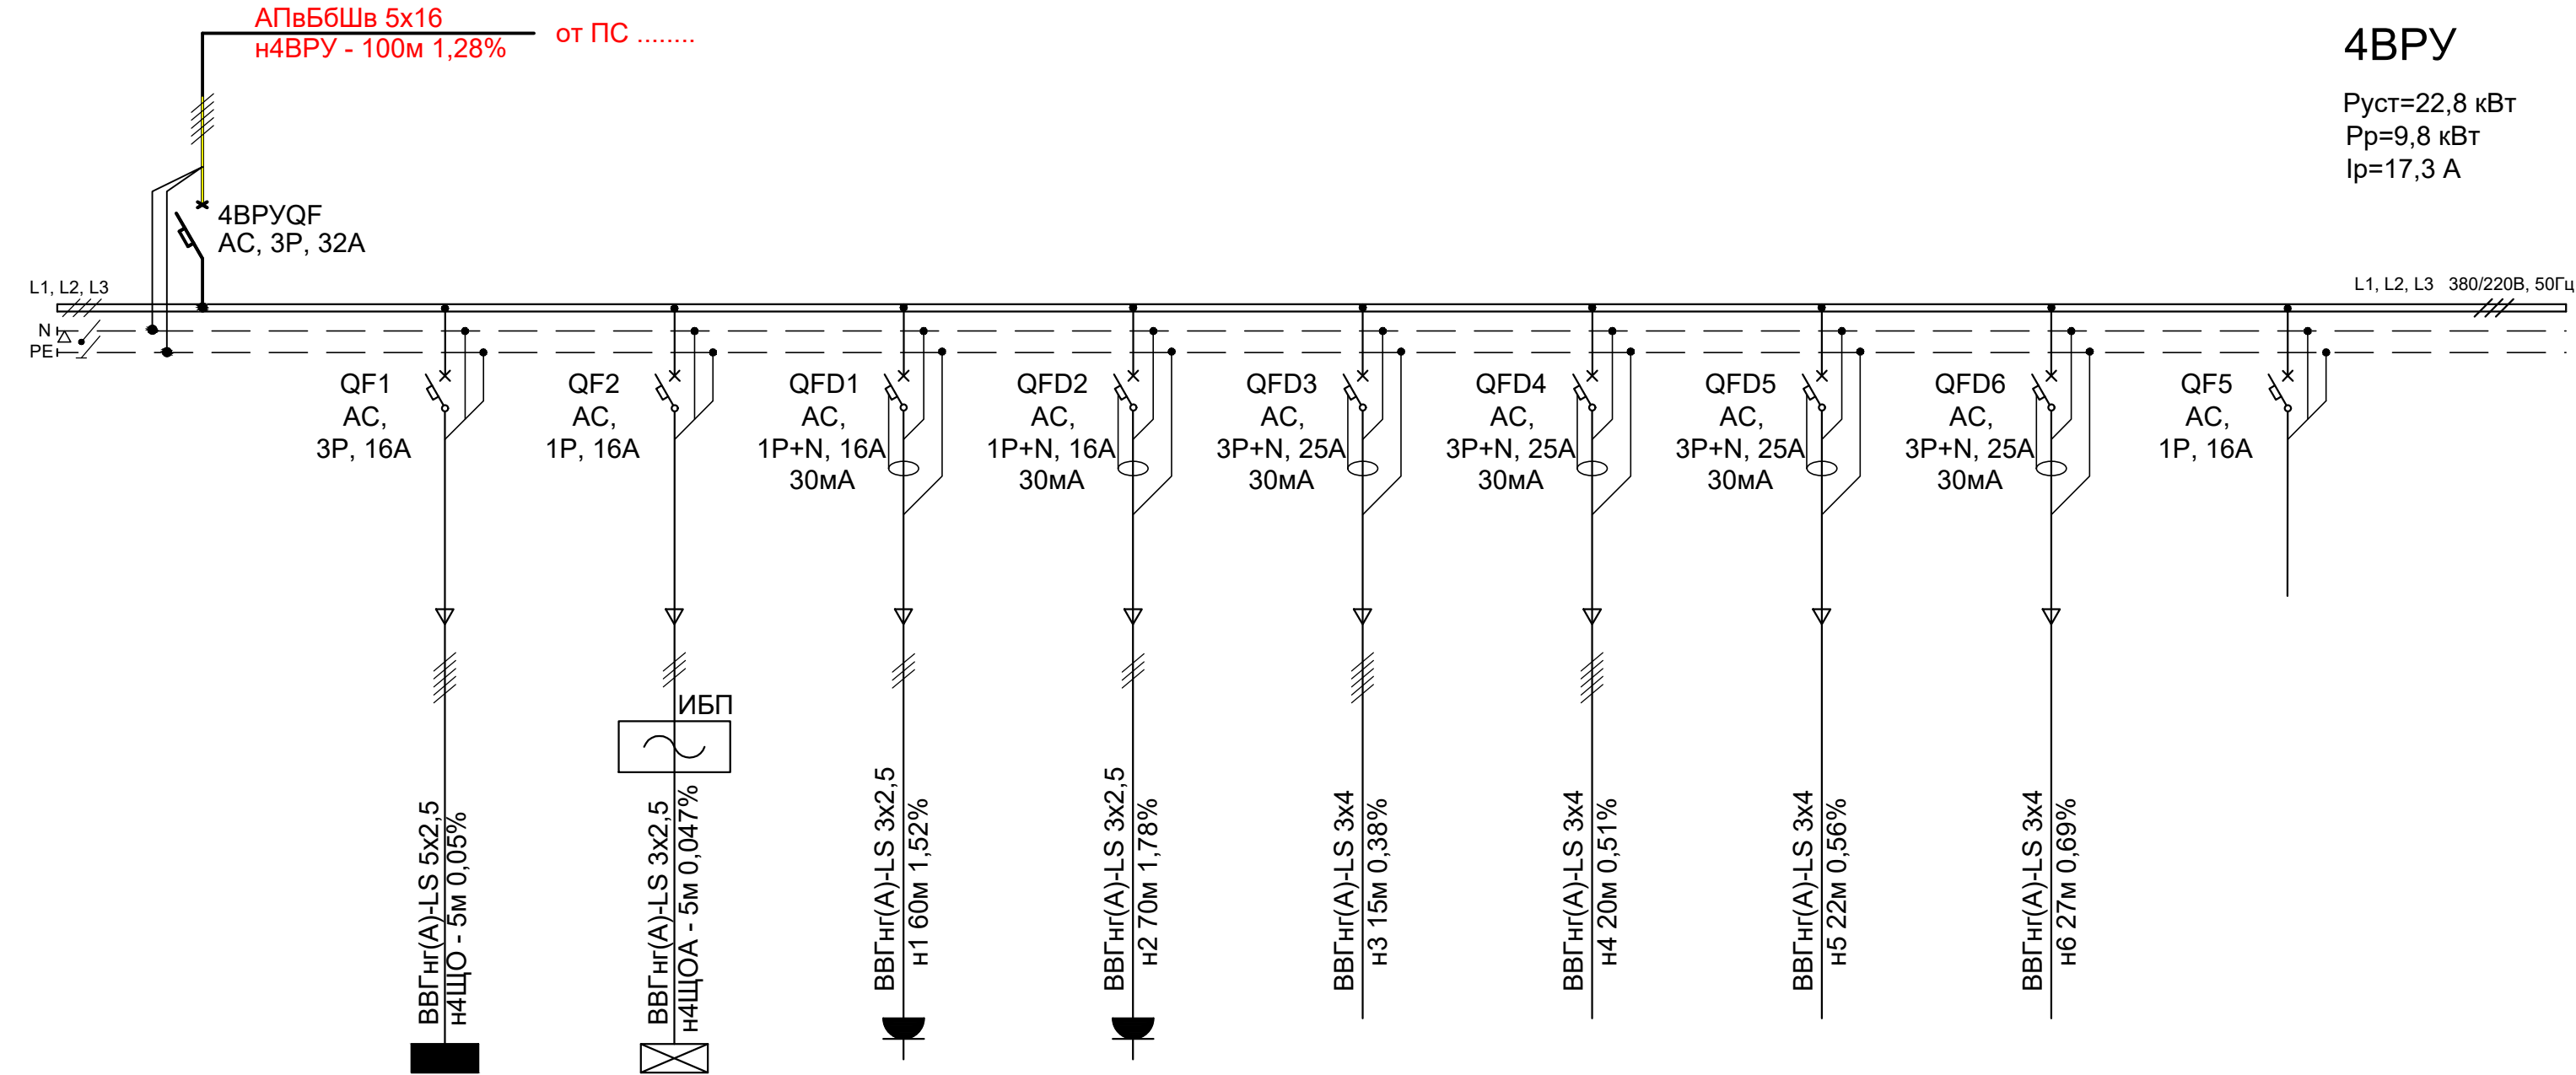 АПвБбШв 5х16
н4ВРУ - 100м 1,28%
от ПС ........
4ВРУ
Руст=22,8 кВт
Рр=9,8 кВт
Iр=17,3 А
4ВРУQF
АС, 3Р, 32А
L1, L2, L3
L1, L2, L3 380/220В, 50Гц
N
PE
QF1
АС,
3Р, 16А
QF2
АС,
1Р, 16А
QFD1
АС,
1Р+N, 16А
30мА
QFD2
АС,
1Р+N, 16А
30мА
QFD3
АС,
3Р+N, 25А
30мА
QFD4
АС,
3Р+N, 25А
30мА
QFD5
АС,
3Р+N, 25А
30мА
QFD6
АС,
3Р+N, 25А
30мА
QF5
АС,
1Р, 16А
ИБП
ВВГнг(А)-LS 5х2,5
н4ЩО - 5м 0,05%
ВВГнг(А)-LS 3х2,5
н4ЩОА - 5м 0,047%
ВВГнг(А)-LS 3х2,5
н1 60м 1,52%
ВВГнг(А)-LS 3х2,5
н2 70м 1,78%
ВВГнг(А)-LS 3х4
н3 15м 0,38%
ВВГнг(А)-LS 3х4
н4 20м 0,51%
ВВГнг(А)-LS 3х4
н5 22м 0,56%
ВВГнг(А)-LS 3х4
н6 27м 0,69%